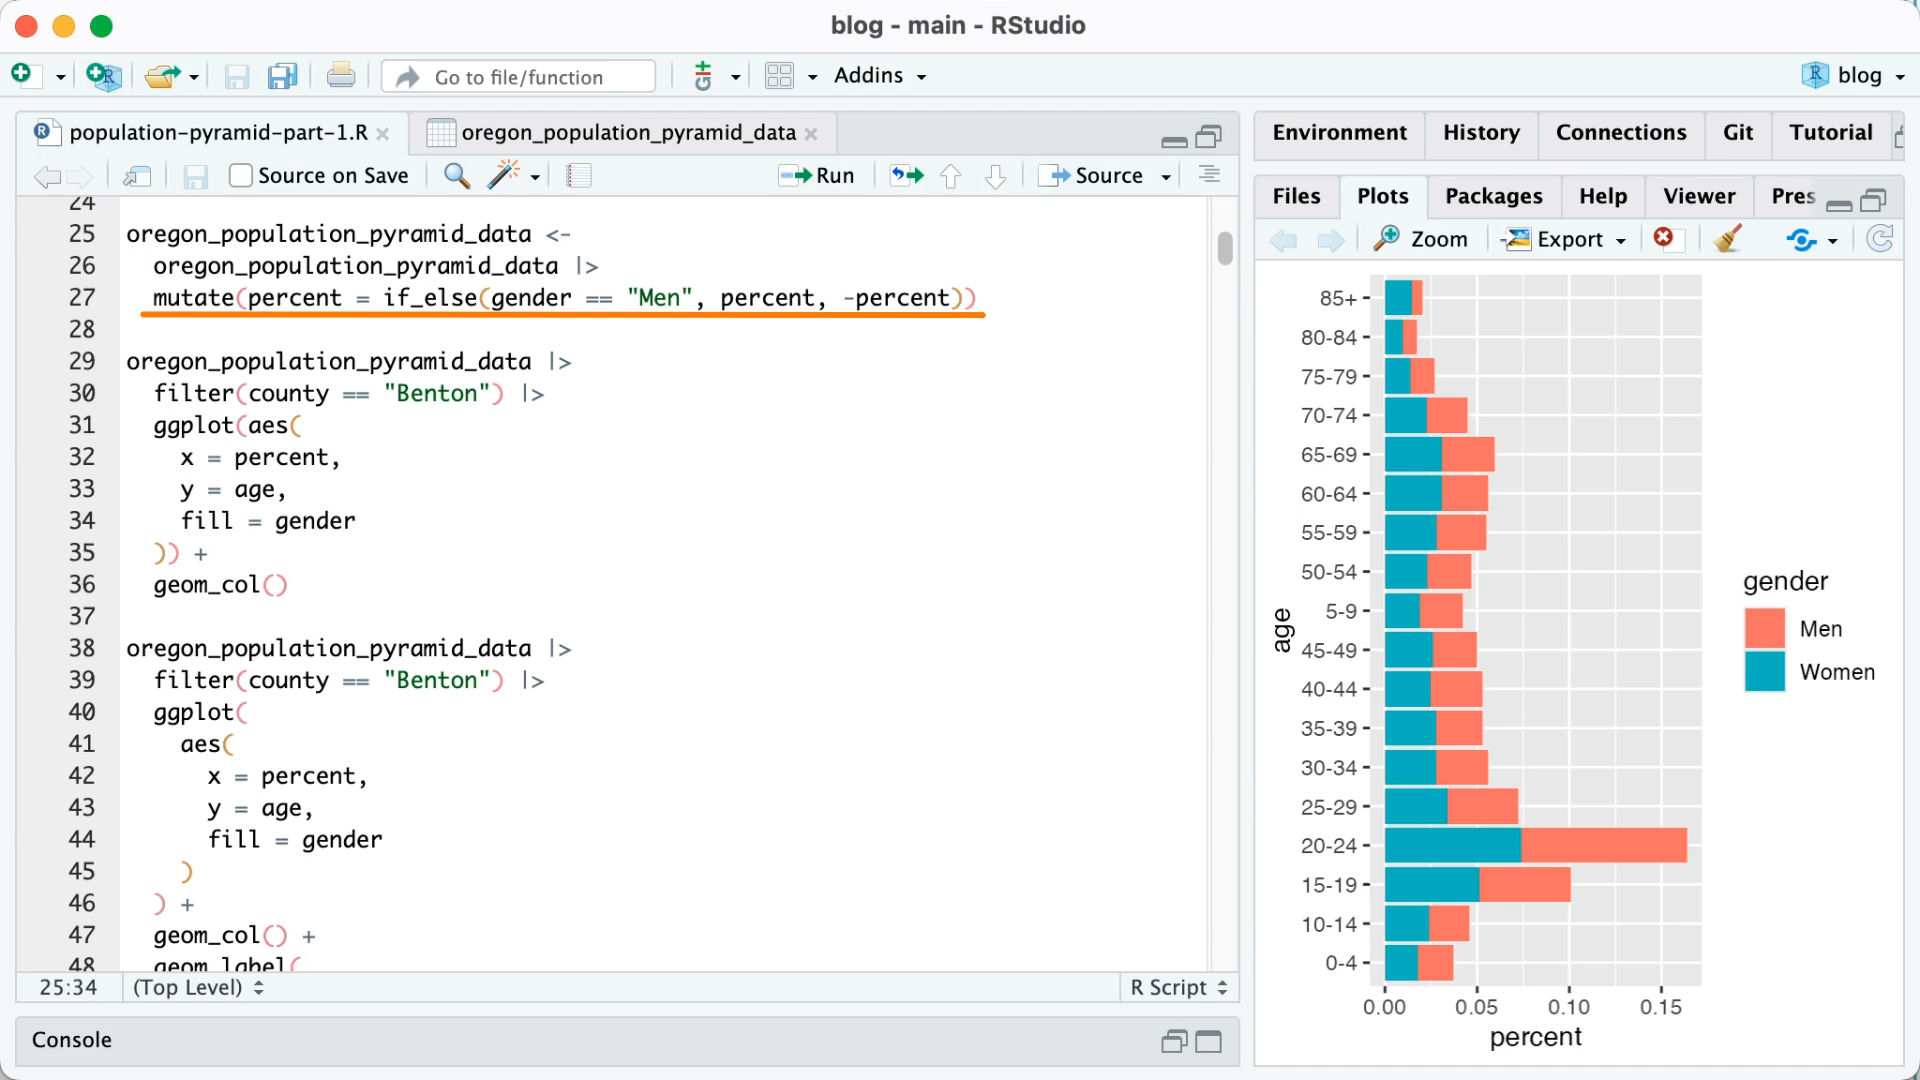 blog - main - RStudio
Go to file/function
Addins
blog
population-pyramid-part-1.R
oregon_population_pyramid_data
Source on Save
Run
Source
24
25 oregon_population_pyramid_data <-
26 oregon_population_pyramid_data |>
27 mutate(percent = if_else(gender == "Men", percent, -percent))
28
29 oregon_population_pyramid_data |>
30 filter(county == "Benton") |>
31 ggplot(aes(
32 x = percent,
33 y = age,
34 fill = gender
35 )) +
36 geom_col()
37
38 oregon_population_pyramid_data |>
39 filter(county == "Benton") |>
40 ggplot(
41 aes(
42 x = percent,
43 y = age,
44 fill = gender
45 )
46 ) +
47 geom_col() +
48 geom_label(
25:34 (Top Level) R Script
Console
Environment History Connections Git Tutorial
Files Plots Packages Help Viewer Pres
Zoom Export
85+
80-84
75-79
70-74
65-69
60-64
55-59
50-54
5-9
45-49
40-44
35-39
30-34
25-29
20-24
15-19
10-14
0-4
age
0.00 0.05 0.10 0.15
percent
gender
Men
Women